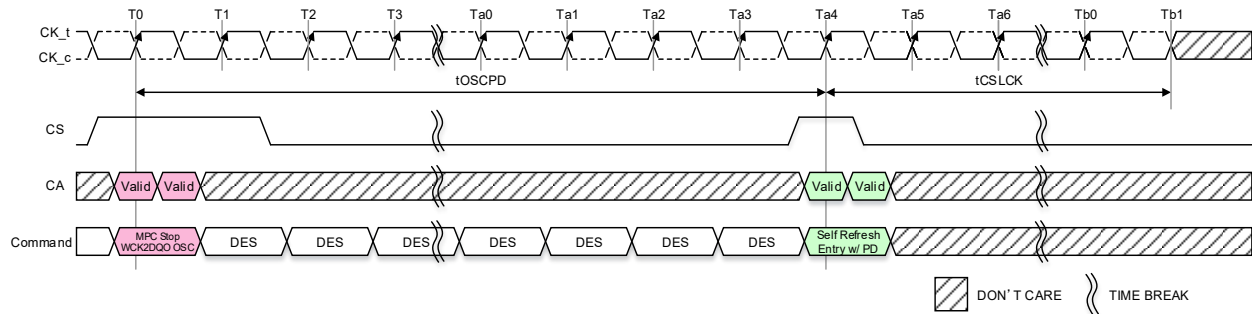 T0 T1 T2 T3 Ta0 Ta1 Ta2 Ta3 Ta4 Ta5 Ta6 Tb0 Tb1
CK_t
CK_c
tOSCPD tCSLCK
CS
CA Valid Valid Valid Valid
Command MPC Stop WCK2DQO OSC DES DES DES DES DES DES DES Self Refresh Entry w/ PD
DON'T CARE TIME BREAK